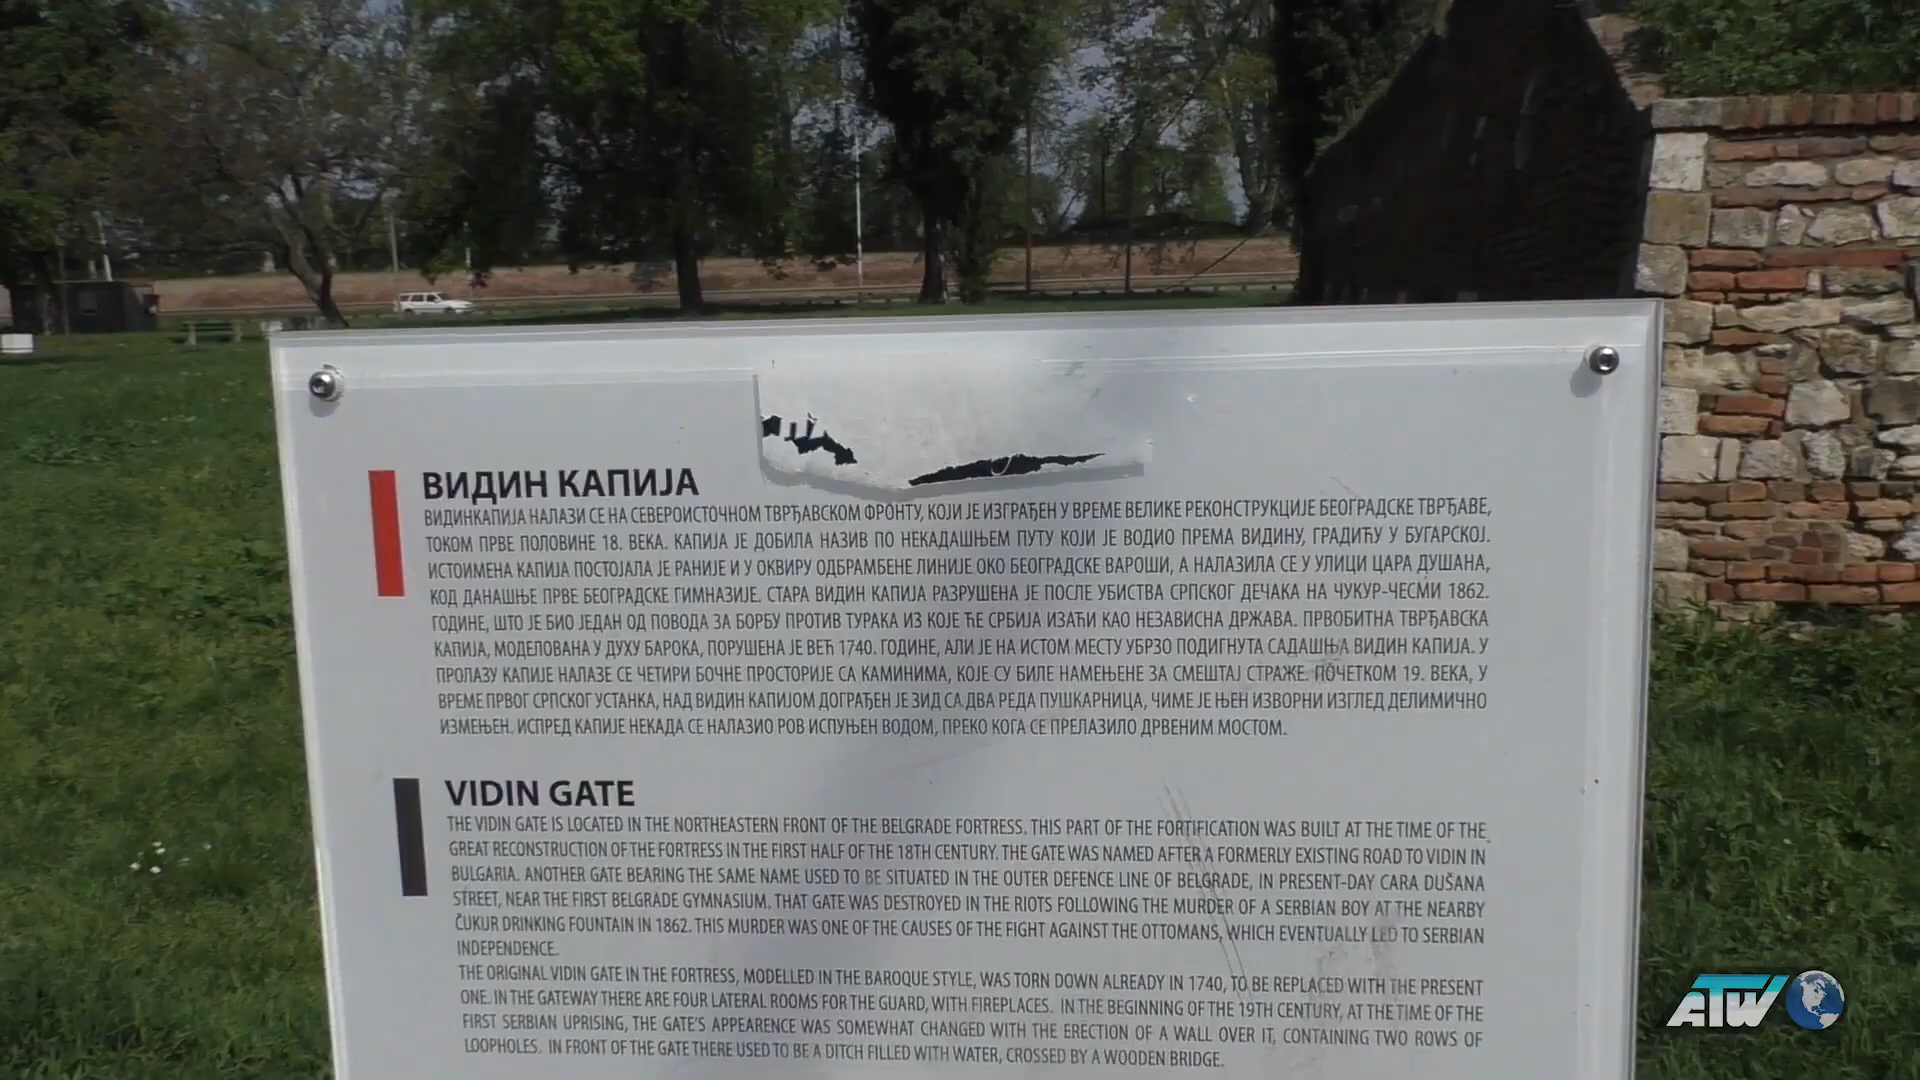 ВИДИН КАПИЈА
ВИДИНКАПИЈА НАЛАЗИ СЕ НА СЕВЕРОИСТОЧНОМ ТВРЂАВСКОМ ФРОНТУ, КОЈИ ЈЕ ИЗГРАЂЕН У ВРЕМЕ ВЕЛИКЕ РЕКОНСТРУКЦИЈЕ БЕОГРАДСКЕ ТВРЂАВЕ,
ТОКОМ ПРВЕ ПОЛОВИНЕ 18. ВЕКА. КАПИЈА ЈЕ ДОБИЛА НАЗИВ ПО НЕКАДАШЊЕМ ПУТУ КОЈИ ЈЕ ВОДИО ПРЕМА ВИДИНУ, ГРАДИЋУ У БУГАРСКОЈ.
ИСТОИМЕНА КАПИЈА ПОСТОЈАЛА ЈЕ РАНИЈЕ И У ОКВИРУ ОДБРАМБЕНЕ ЛИНИЈЕ ОКО БЕОГРАДСКЕ ВАРОШИ, А НАЛАЗИЛА СЕ У УЛИЦИ ЦАРА ДУШАНА,
КОД ДАНАШЊЕ ПРВЕ БЕОГРАДСКЕ ГИМНАЗИЈЕ. СТАРА ВИДИН КАПИЈА РАЗРУШЕНА ЈЕ ПОСЛЕ УБИСТВА СРПСКОГ ДЕЧАКА НА ЧУКУР-ЧЕСМИ 1862.
ГОДИНЕ, ШТО ЈЕ БИО ЈЕДАН ОД ПОВОДА ЗА БОРБУ ПРОТИВ ТУРАКА ИЗ КОЈЕ ЋЕ СРБИЈА ИЗАЋИ КАО НЕЗАВИСНА ДРЖАВА. ПРВОБИТНА ТВРЂАВСКА
КАПИЈА, МОДЕЛОВАНА У ДУХУ БАРОКА, ПОРУШЕНА ЈЕ ВЕЋ 1740. ГОДИНЕ, АЛИ ЈЕ НА ИСТОМ МЕСТУ УБРЗО ПОДИГНУТА САДАШЊА ВИДИН КАПИЈА. У
ПРОЛАЗУ КАПИЈЕ НАЛАЗЕ СЕ ЧЕТИРИ БОЧНЕ ПРОСТОРИЈЕ СА КАМИНИМА, КОЈЕ СУ БИЛЕ НАМЕЊЕНЕ ЗА СМЕШТАЈ СТРАЖЕ. ПОЧЕТКОМ 19. ВЕКА, У
ВРЕМЕ ПРВОГ СРПСКОГ УСТАНКА, НАД ВИДИН КАПИЈОМ ДОГРАЂЕН ЈЕ ЗИД СА ДВА РЕДА ПУШКАРНИЦА, ЧИМЕ ЈЕ ЊЕН ИЗВОРНИ ИЗГЛЕД ДЕЛИМИЧНО
ИЗМЕЊЕН. ИСПРЕД КАПИЈЕ НЕКАДА СЕ НАЛАЗИО РОВ ИСПУЊЕН ВОДОМ, ПРЕКО КОГА СЕ ПРЕЛАЗИЛО ДРВЕНИМ МОСТОМ.
VIDIN GATE
THE VIDIN GATE IS LOCATED IN THE NORTHEASTERN FRONT OF THE BELGRADE FORTRESS. THIS PART OF THE FORTIFICATION WAS BUILT AT THE TIME OF THE
GREAT RECONSTRUCTION OF THE FORTRESS IN THE FIRST HALF OF THE 18TH CENTURY. THE GATE WAS NAMED AFTER A FORMERLY EXISTING ROAD TO VIDIN IN
BULGARIA. ANOTHER GATE BEARING THE SAME NAME USED TO BE SITUATED IN THE OUTER DEFENCE LINE OF BELGRADE, IN PRESENT-DAY CARA DUŠANA
STREET, NEAR THE FIRST BELGRADE GYMNASIUM. THAT GATE WAS DESTROYED IN THE RIOTS FOLLOWING THE MURDER OF A SERBIAN BOY AT THE NEARBY
ČUKUR DRINKING FOUNTAIN IN 1862. THIS MURDER WAS ONE OF THE CAUSES OF THE FIGHT AGAINST THE OTTOMANS, WHICH EVENTUALLY LED TO SERBIAN
INDEPENDENCE.
THE ORIGINAL VIDIN GATE IN THE FORTRESS, MODELLED IN THE BAROQUE STYLE, WAS TORN DOWN ALREADY IN 1740, TO BE REPLACED WITH THE PRESENT
ONE. IN THE GATEWAY THERE ARE FOUR LATERAL ROOMS FOR THE GUARD, WITH FIREPLACES. IN THE BEGINNING OF THE 19TH CENTURY, AT THE TIME OF THE
FIRST SERBIAN UPRISING, THE GATE'S APPEARENCE WAS SOMEWHAT CHANGED WITH THE ERECTION OF A WALL OVER IT, CONTAINING TWO ROWS OF
LOOPHOLES. IN FRONT OF THE GATE THERE USED TO BE A DITCH FILLED WITH WATER, CROSSED BY A WOODEN BRIDGE.
ATW